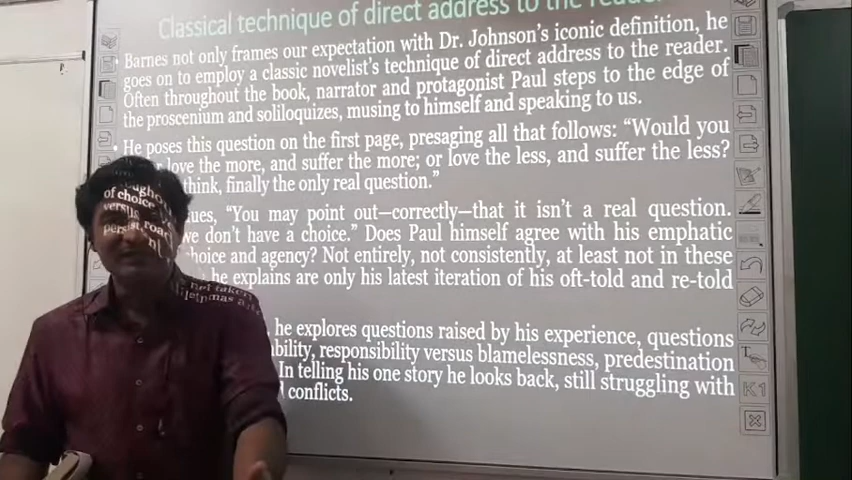 Classical technique of direct address to the reader
• Barnes not only frames our expectation with Dr. Johnson's iconic definition, he
goes on to employ a classic novelist's technique of direct address to the reader.
Often throughout the book, narrator and protagonist Paul steps to the edge of
the proscenium and soliloquizes, musing to himself and speaking to us.
• He poses this question on the first page, presaging all that follows: "Would you
love the more, and suffer the more; or love the less, and suffer the less?
think, finally the only real question."
"You may point out—correctly—that it isn't a real question.
we don't have a choice." Does Paul himself agree with his emphatic
choice and agency? Not entirely, not consistently, at least not in these
he explains are only his latest iteration of his oft-told and re-told
of choice
versus
he explores questions raised by his experience, questions
responsibility versus blamelessness, predestination
In telling his one story he looks back, still struggling with
conflicts.
K1